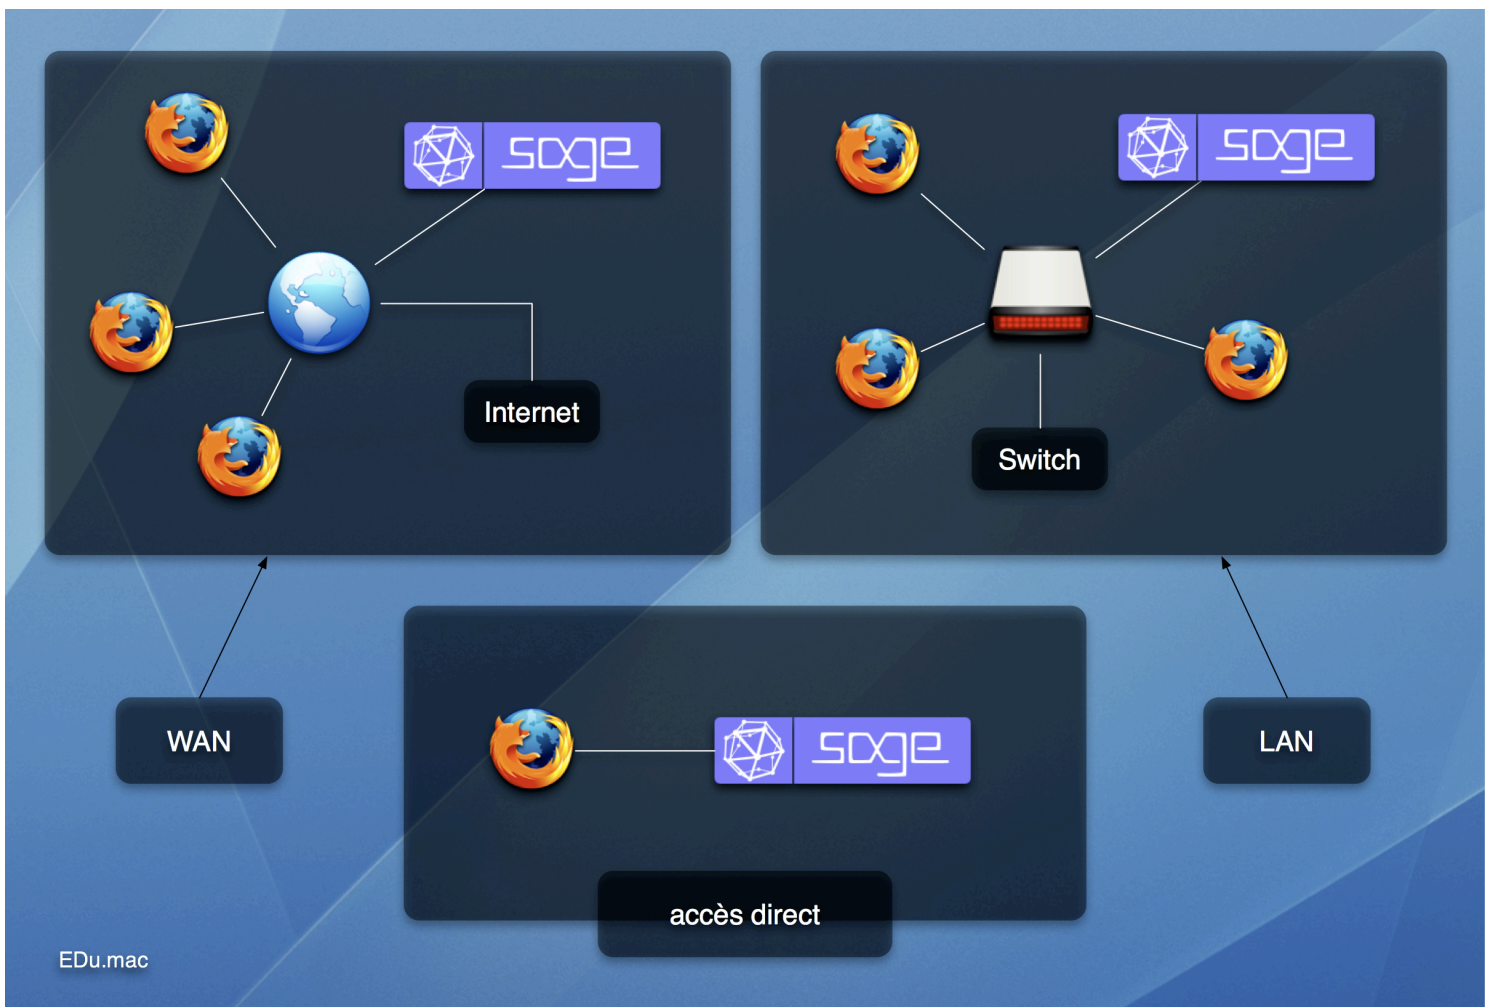 sage
sage
Internet
Switch
WAN
LAN
sage
accès direct
EDu.mac